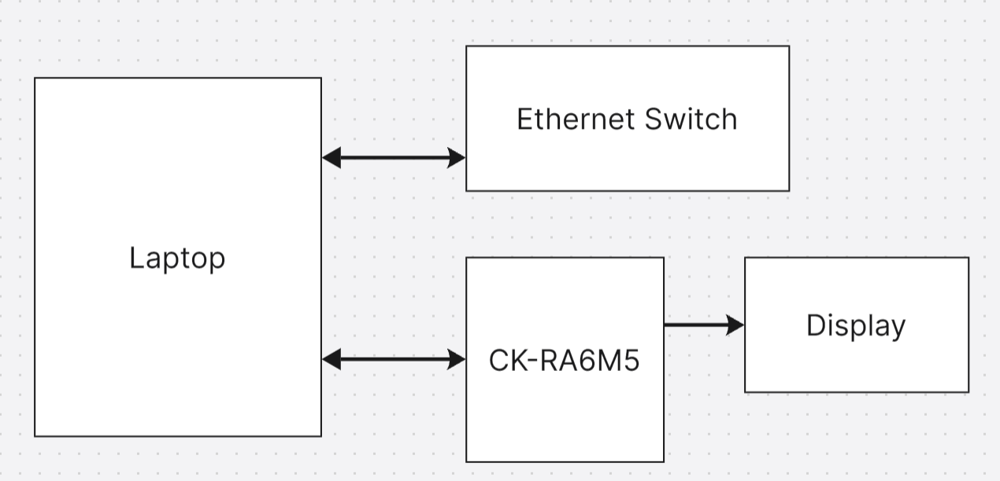 Ethernet Switch
Laptop
CK-RA6M5
Display